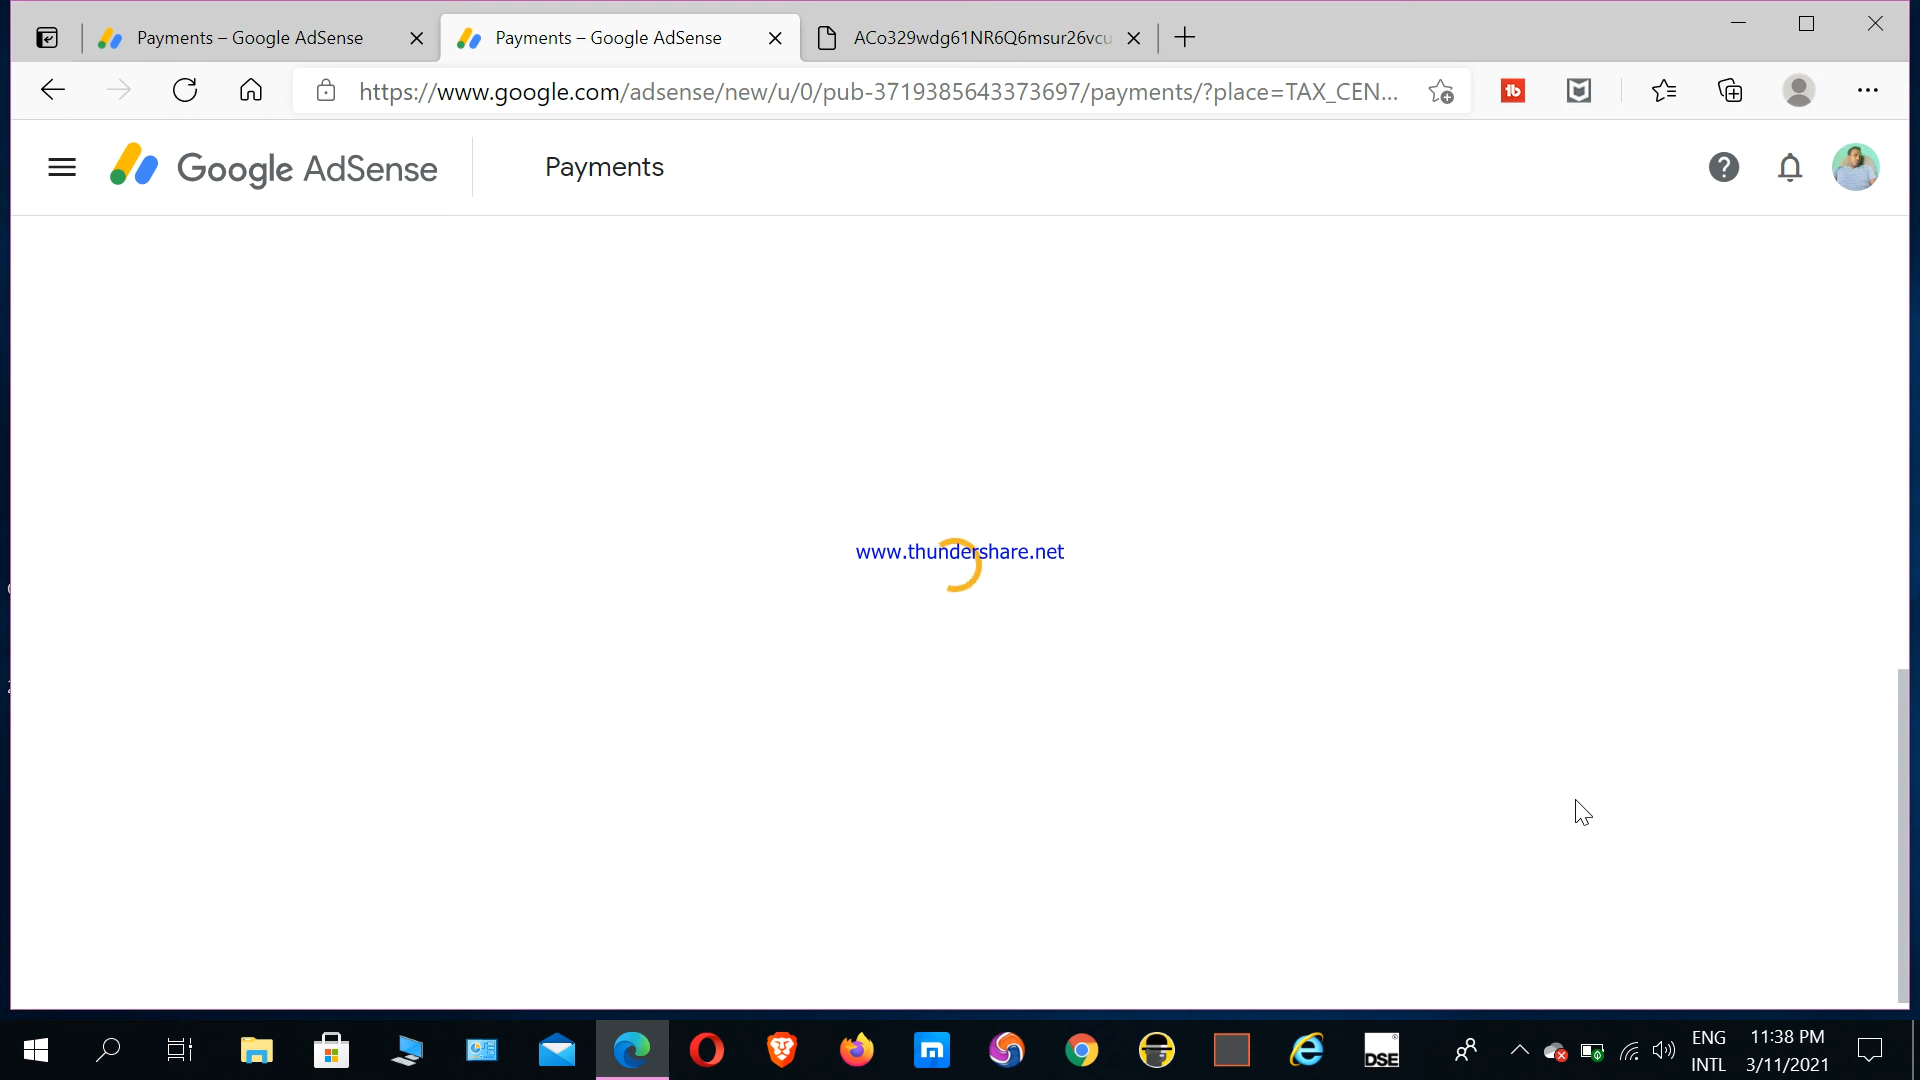 Payments – Google AdSense
Payments – Google AdSense
ACo329wdg61NR6Q6msur26vcu
https://www.google.com/adsense/new/u/0/pub-3719385643373697/payments/?place=TAX_CEN...
Google AdSense
Payments
www.thundershare.net
DSE
ENG
INTL
11:38 PM
3/11/2021